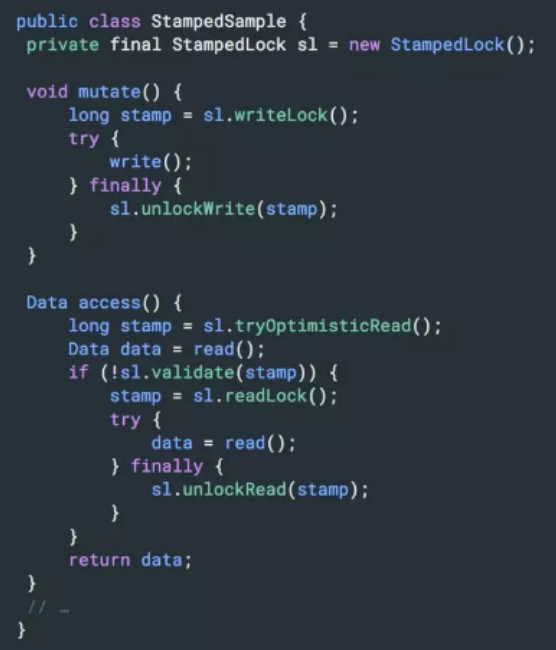 public class StampedSample {
private final StampedLock sl = new StampedLock();
void mutate() {
long stamp = sl.writeLock();
try {
write();
} finally {
sl.unlockWrite(stamp);
}
}
Data access() {
long stamp = sl.tryOptimisticRead();
Data data = read();
if (!sl.validate(stamp)) {
stamp = sl.readLock();
try {
data = read();
} finally {
sl.unlockRead(stamp);
}
}
return data;
}
// …
}